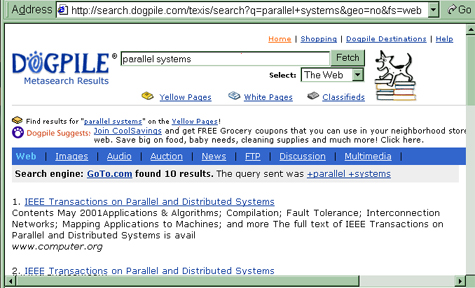 Address http://search.dogpile.com/texis/search?q=parallel+systems&geo=no&fs=web Go
Home | Shopping | Dogpile Destinations | Help
DOGPILE®
Metasearch Results
parallel systems Fetch
Select: The Web
Yellow Pages White Pages Classifieds
Find results for "parallel systems" on the Yellow Pages!
Dogpile Suggests: Join CoolSavings and get FREE Grocery coupons that you can use in your neighborhood store
web. Save big on food, baby needs, cleaning supplies and much more! Click here.
Web | Images | Audio | Auction | News | FTP | Discussion | Multimedia |
Search engine: GoTo.com found 10 results. The query sent was +parallel +systems
1. IEEE Transactions on Parallel and Distributed Systems
Contents May 2001Applications & Algorithms; Compilation; Fault Tolerance; Interconnection
Networks; Mapping Applications to Machines; and more The full text of IEEE Transactions on
Parallel and Distributed Systems is avail
www.computer.org
2. IEEE Transactions on Parallel and Distributed Systems